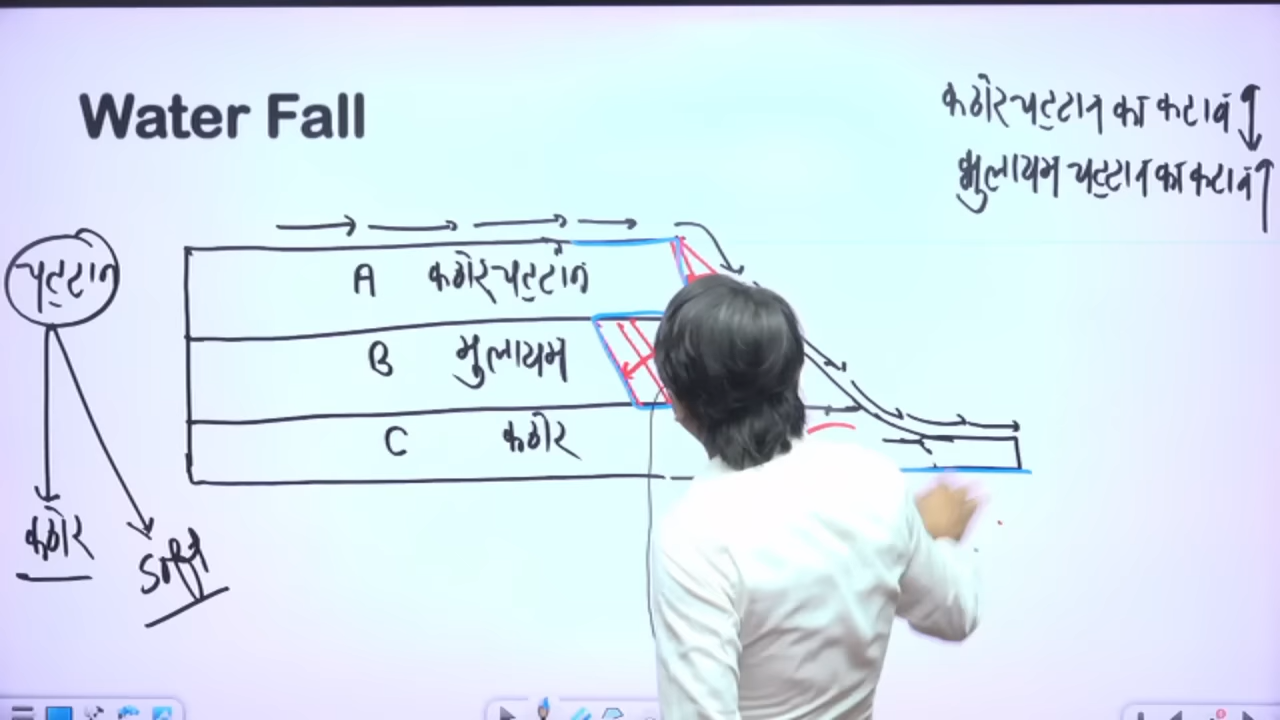 Water Fall
कठोर चट्टान का कटाव
मुलायम चट्टान का कटाव
चट्टान
A कठोर चट्टान
B मुलायम
C कठोर
कठोर
Soft